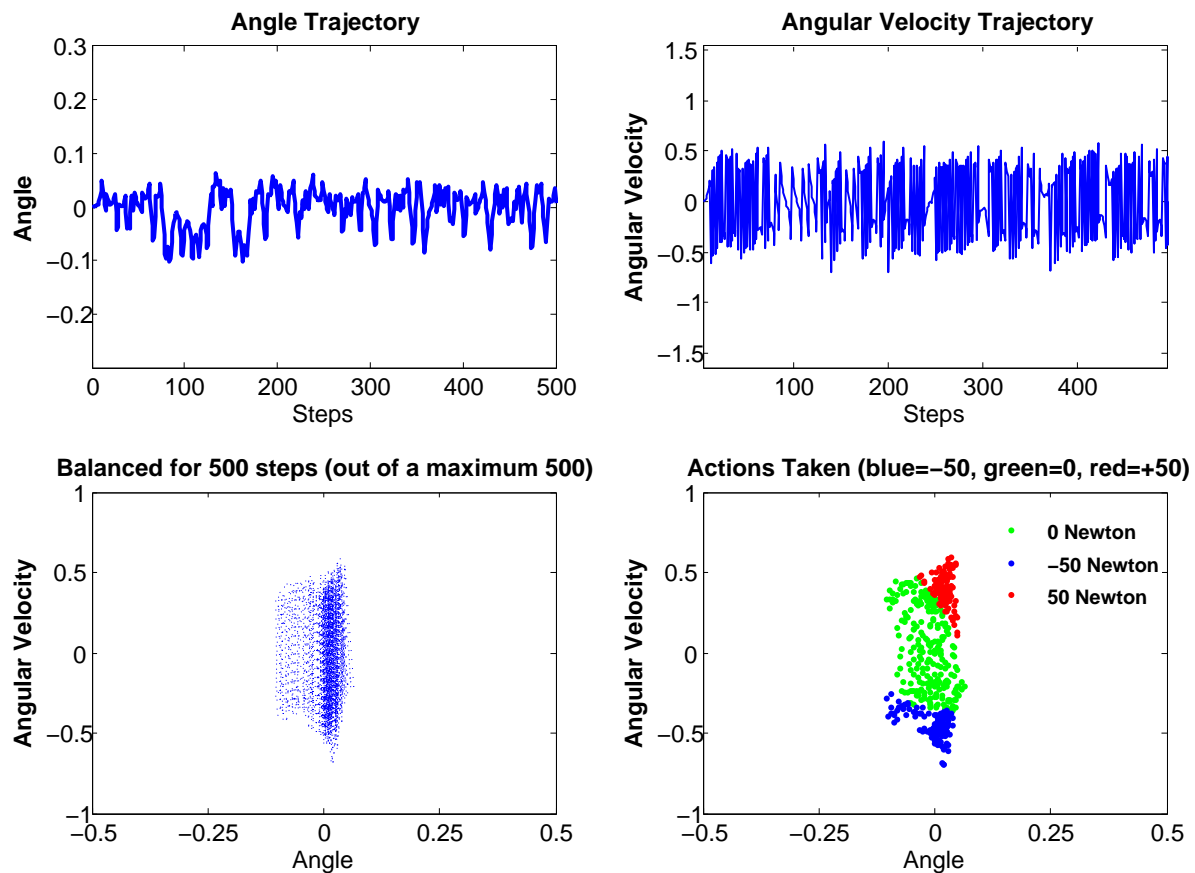 Angle Trajectory
0.3
0.2
0.1
0
−0.1
−0.2
Angle
0
100
200
300
400
500
Steps
Angular Velocity Trajectory
1.5
1
0.5
0
−0.5
−1
−1.5
Angular Velocity
100
200
300
400
Steps
Balanced for 500 steps (out of a maximum 500)
1
0.5
0
−0.5
−1
Angular Velocity
−0.5
−0.25
0
0.25
0.5
Angle
Actions Taken (blue=−50, green=0, red=+50)
1
0.5
0
−0.5
−1
Angular Velocity
0 Newton
−50 Newton
50 Newton
−0.5
−0.25
0
0.25
0.5
Angle